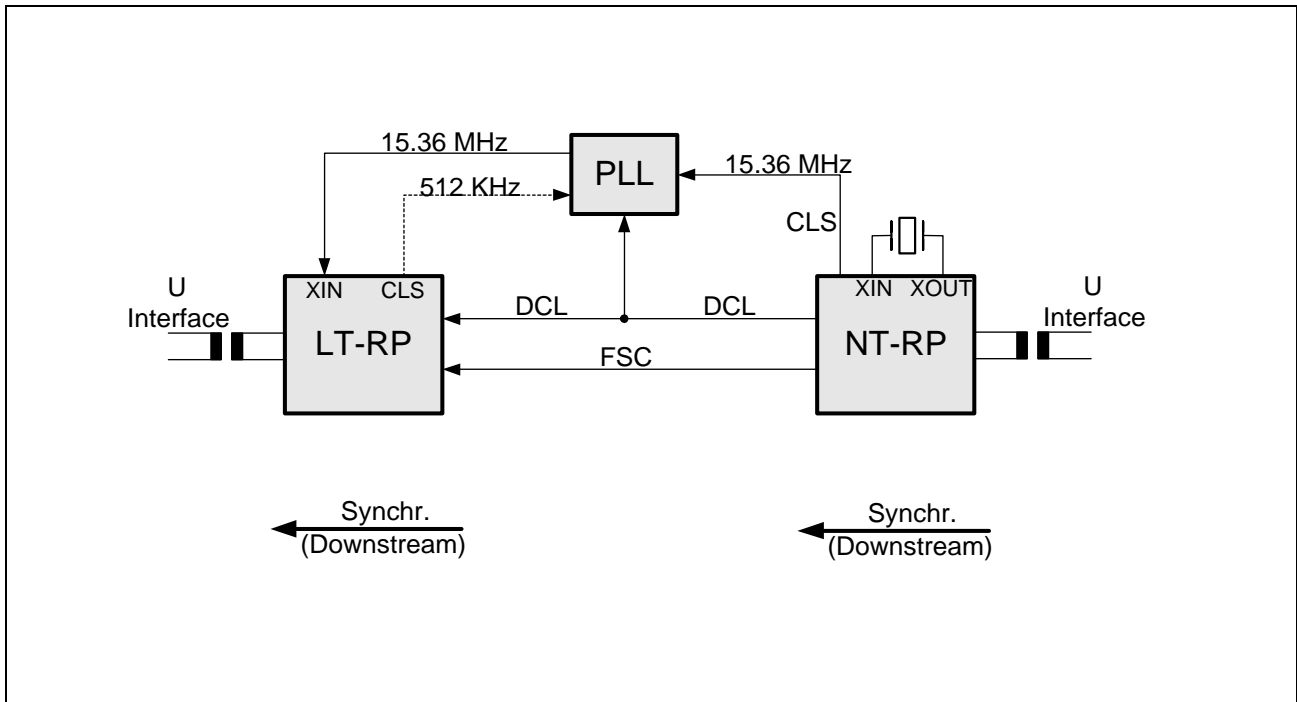 15.36 MHz
PLL
15.36 MHz
512 KHz
CLS
U
Interface
XIN CLS
LT-RP
DCL
DCL
FSC
XIN XOUT
NT-RP
U
Interface
Synchr.
(Downstream)
Synchr.
(Downstream)